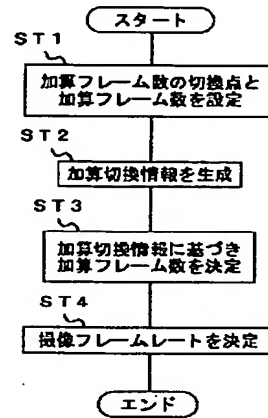 スタート
ST1
加算フレーム数の切換点と
加算フレーム数を設定
ST2
加算切換情報を生成
ST3
加算切換情報に基づき
加算フレーム数を決定
ST4
撮像フレームレートを決定
エンド